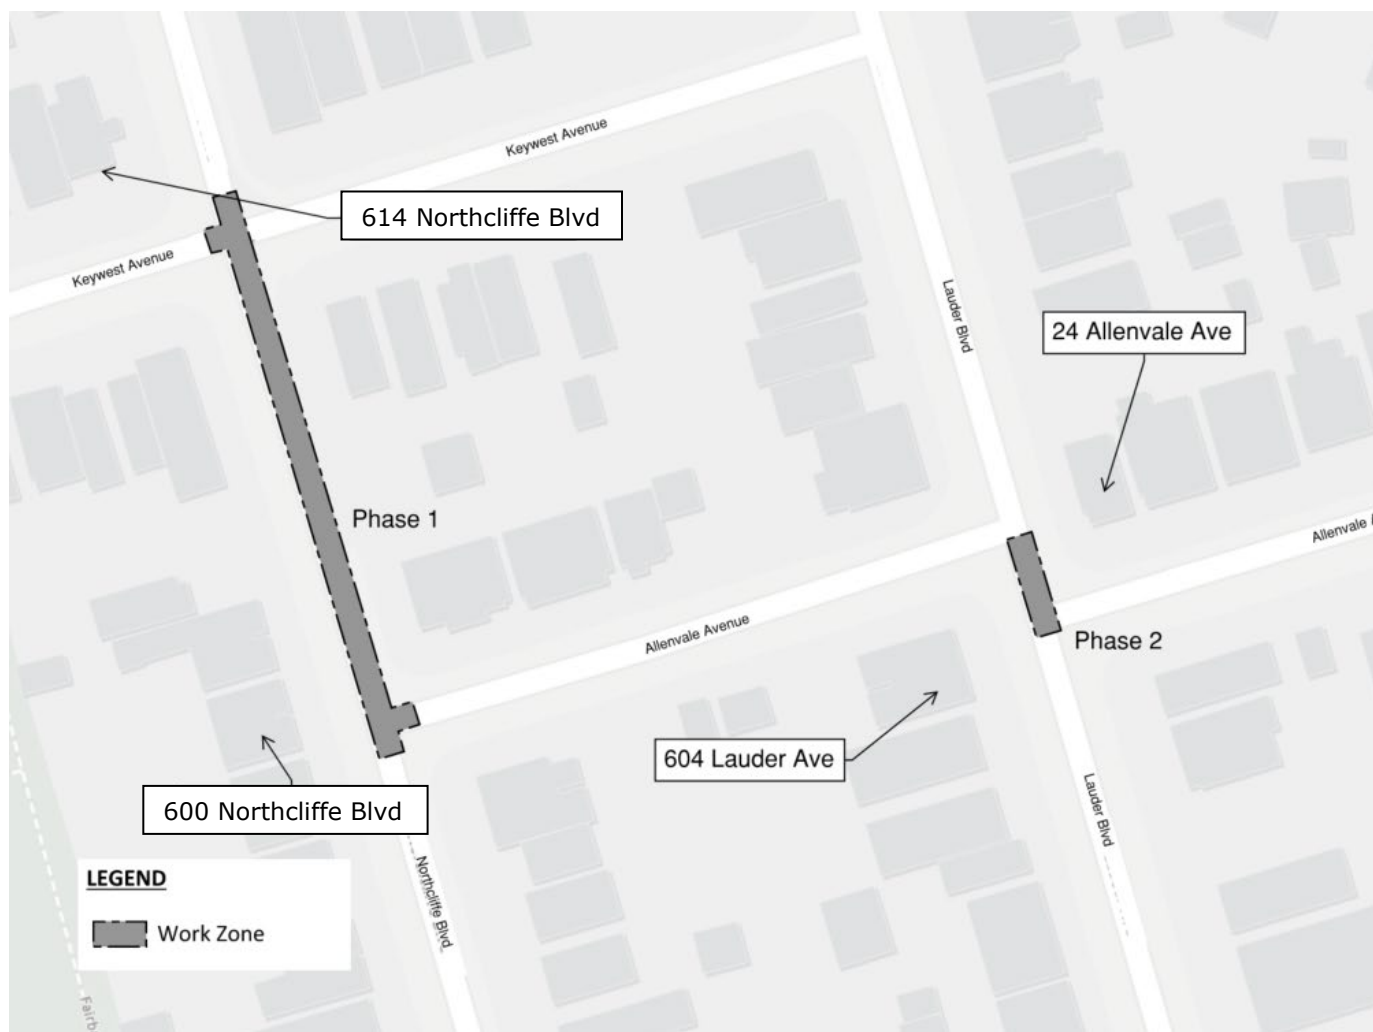 Keywest Avenue
614 Northcliffe Blvd
Keywest Avenue
Lauder Blvd
24 Allenvale Ave
Phase 1
Allenvale
Allenvale Avenue
Phase 2
604 Lauder Ave
600 Northcliffe Blvd
Lauder Blvd
Northcliffe Blvd
LEGEND
Work Zone
Fairb